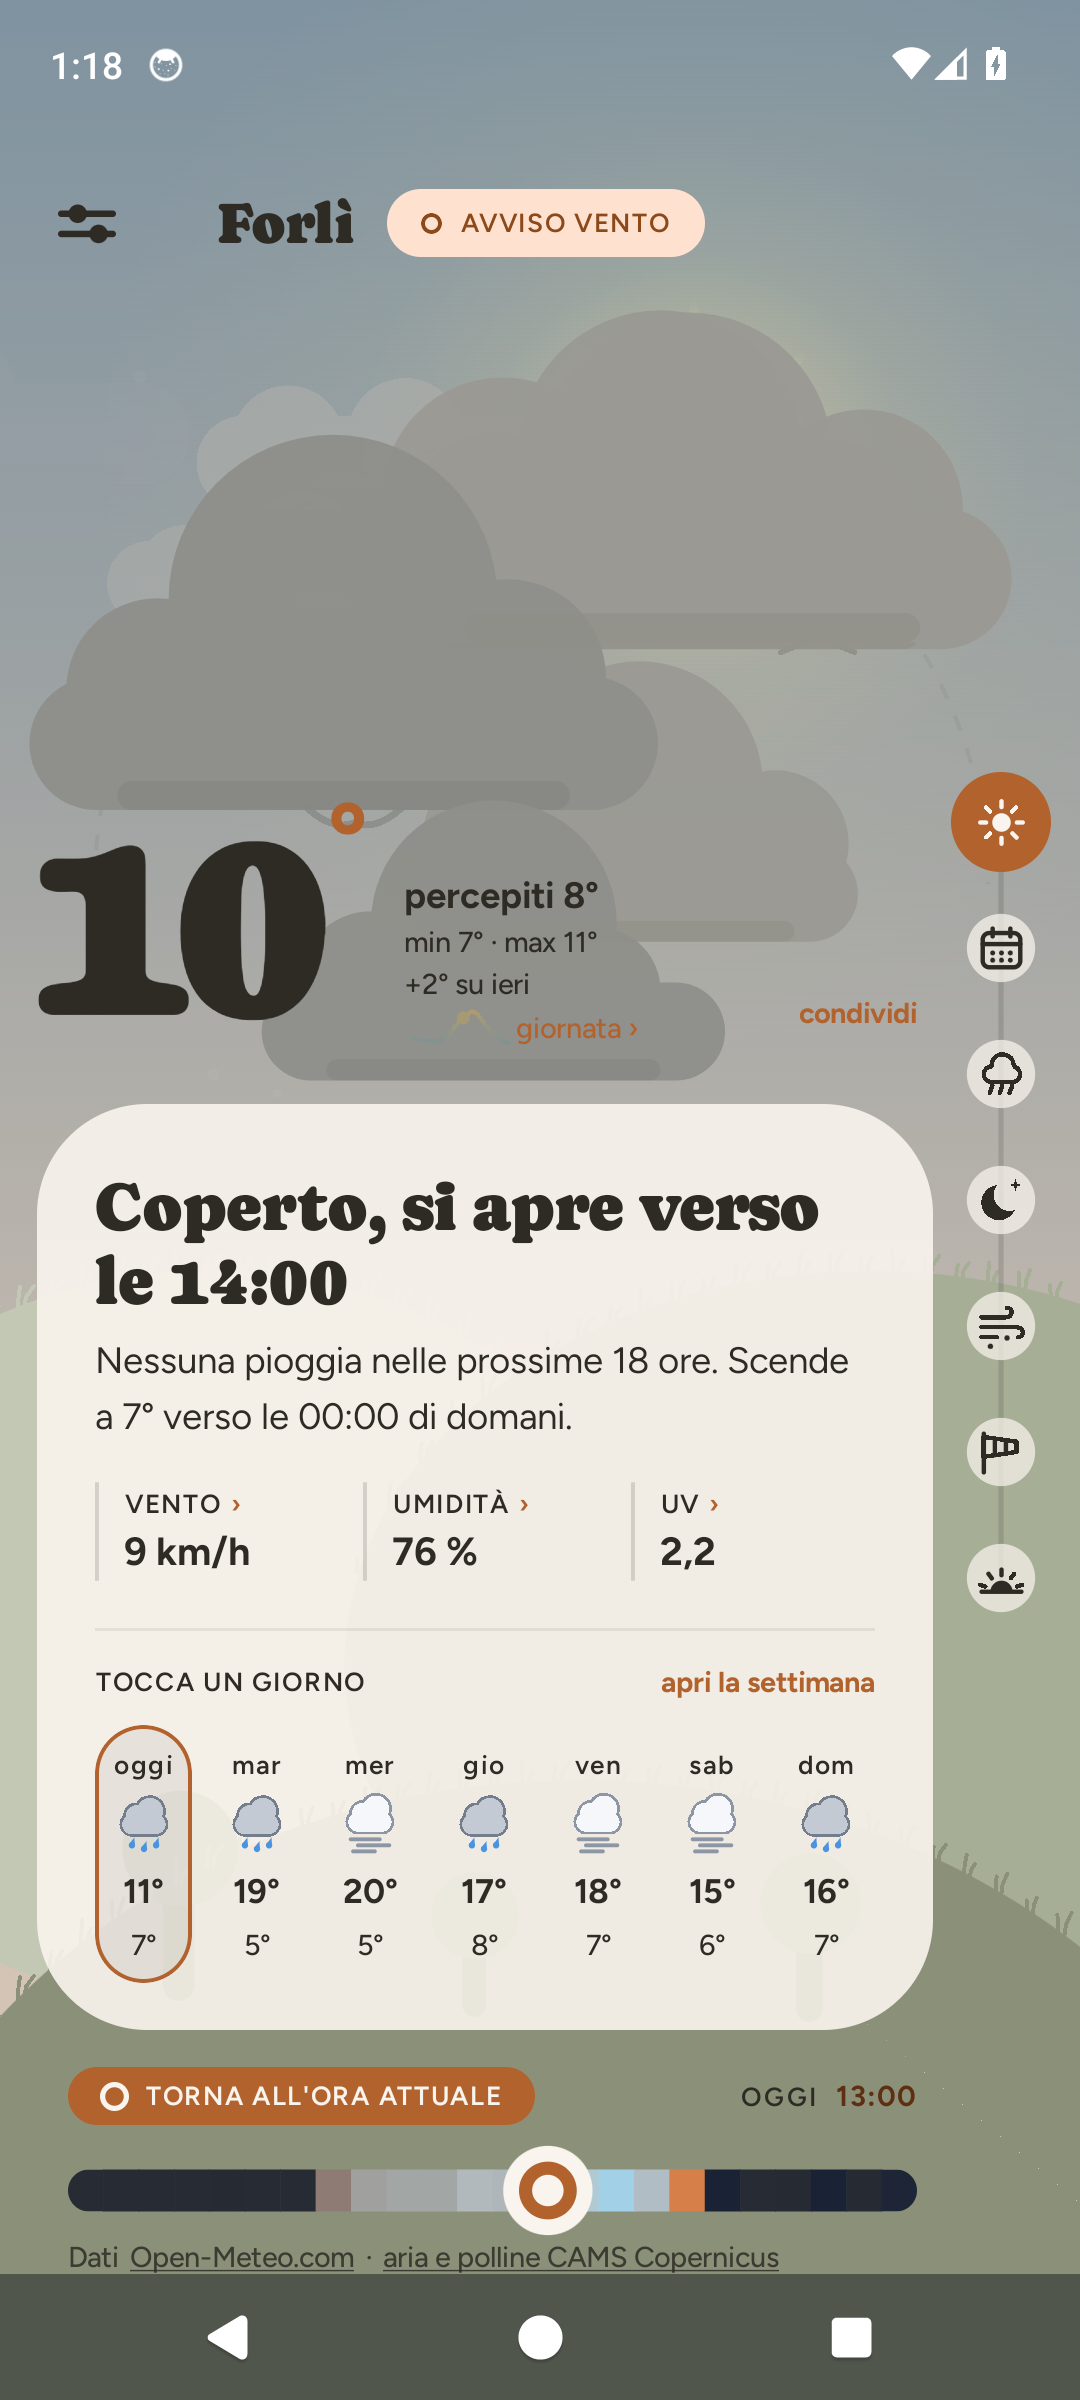 1:18
Forlì
AVVISO VENTO
10°
percepiti 8°
min 7° · max 11°
+2° su ieri
giornata ›
condividi
Coperto, si apre verso
le 14:00
Nessuna pioggia nelle prossime 18 ore. Scende
a 7° verso le 00:00 di domani.
VENTO › UMIDITÀ › UV ›
9 km/h 76 % 2,2
TOCCA UN GIORNO apri la settimana
oggi mar mer gio ven sab dom
11° 19° 20° 17° 18° 15° 16°
7° 5° 5° 8° 7° 6° 7°
TORNA ALL'ORA ATTUALE OGGI 13:00
Dati Open-Meteo.com · aria e polline CAMS Copernicus